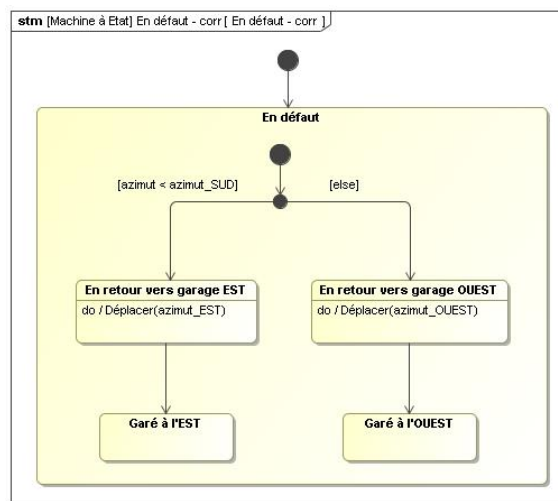 stm [Machine à Etat] En défaut - corr [ En défaut - corr ]
En défaut
[azimut < azimut_SUD]
[else]
En retour vers garage EST
do / Déplacer(azimut_EST)
En retour vers garage OUEST
do / Déplacer(azimut_OUEST)
Garé à l'EST
Garé à l'OUEST